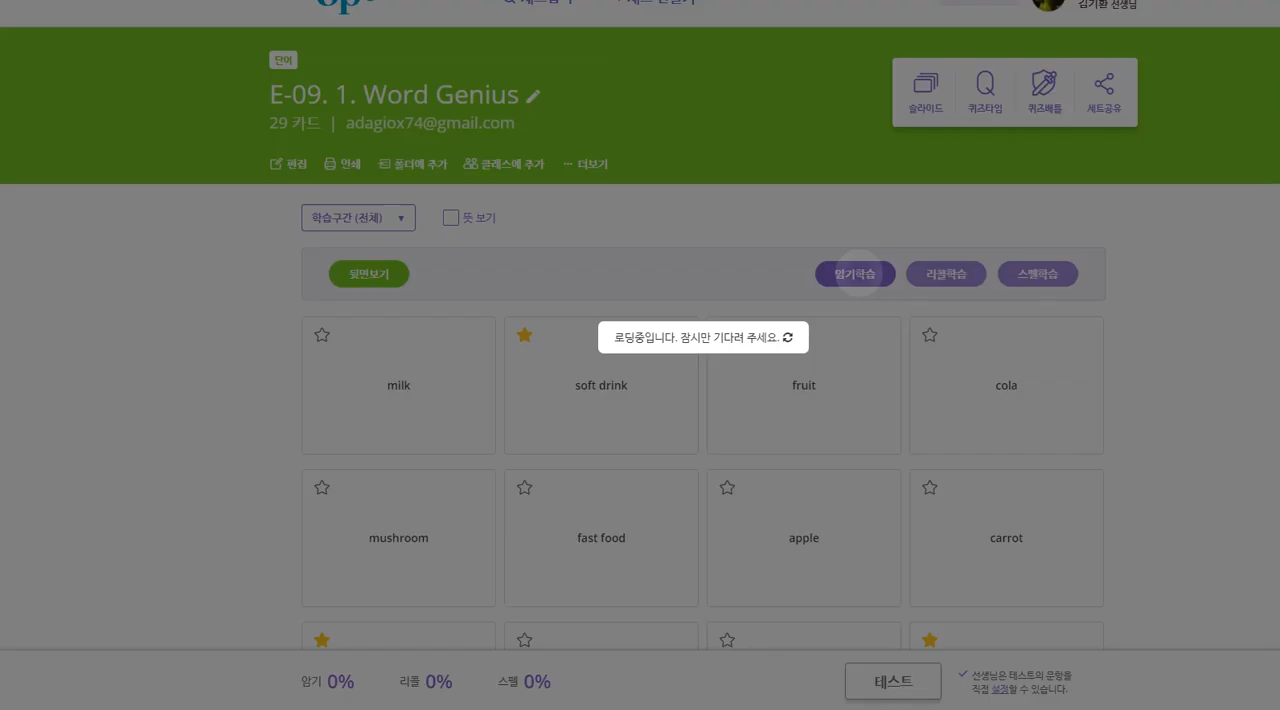 김기환 선생님
단어
E-09. 1. Word Genius
29 카드 | adagiox74@gmail.com
슬라이드 퀴즈타임 퀴즈배틀 세트공유
편집 인쇄 폴더에 추가 클래스에 추가 ··· 더보기
학습구간 (전체) ▼ 뜻 보기
뒷면보기 암기학습 리콜학습 스펠학습
로딩중입니다. 잠시만 기다려 주세요.
milk soft drink fruit cola
mushroom fast food apple carrot
암기 0% 리콜 0% 스펠 0% 테스트
선생님은 테스트의 문항을
직접 설정할 수 있습니다.